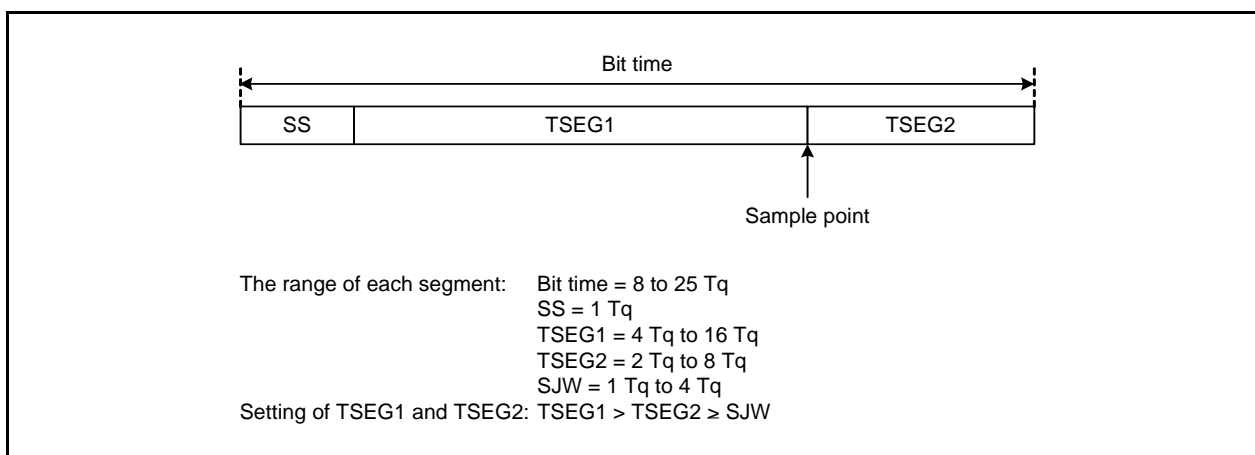 Bit time
SS TSEG1 TSEG2
Sample point
The range of each segment: Bit time = 8 to 25 Tq
SS = 1 Tq
TSEG1 = 4 Tq to 16 Tq
TSEG2 = 2 Tq to 8 Tq
SJW = 1 Tq to 4 Tq
Setting of TSEG1 and TSEG2: TSEG1 > TSEG2 ≥ SJW